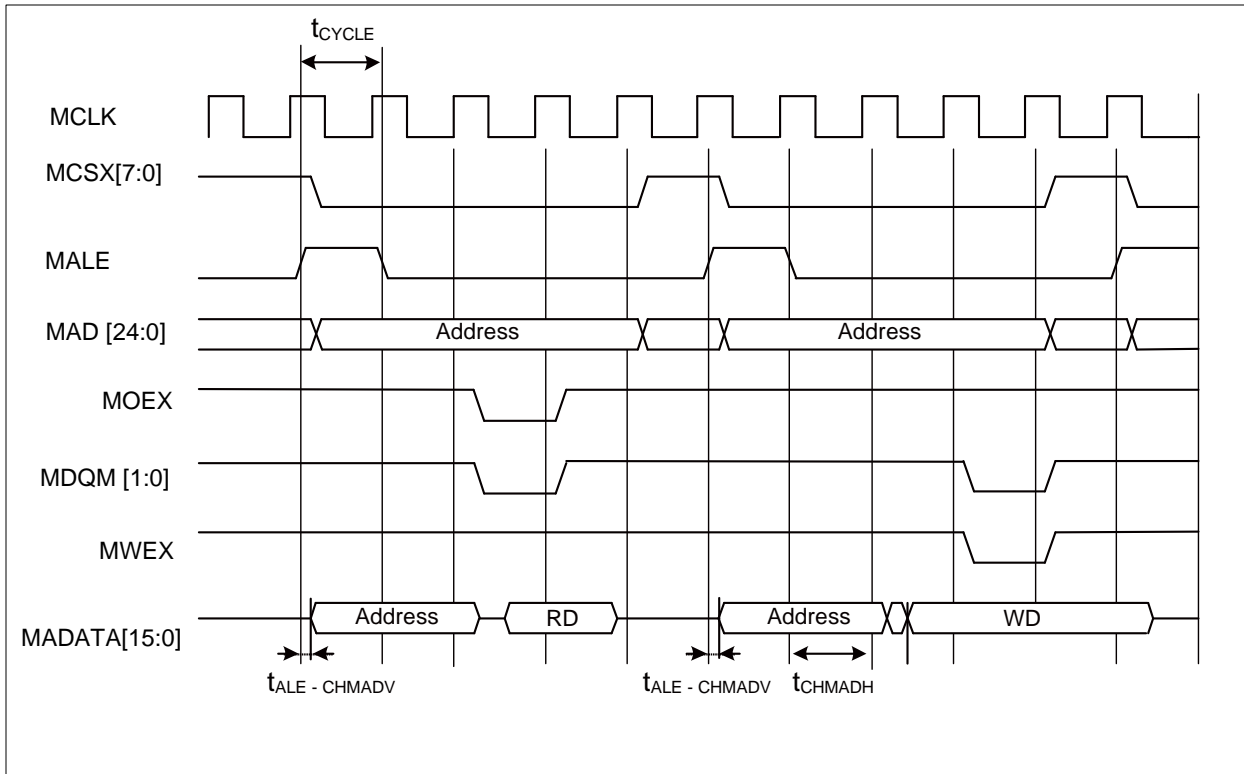 tCYCLE
MCLK
MCSX[7:0]
MALE
MAD [24:0]
Address
Address
MOEX
MDQM [1:0]
MWEX
MADATA[15:0]
Address
RD
Address
WD
tALE - CHMADV
tALE - CHMADV
tCHMADH